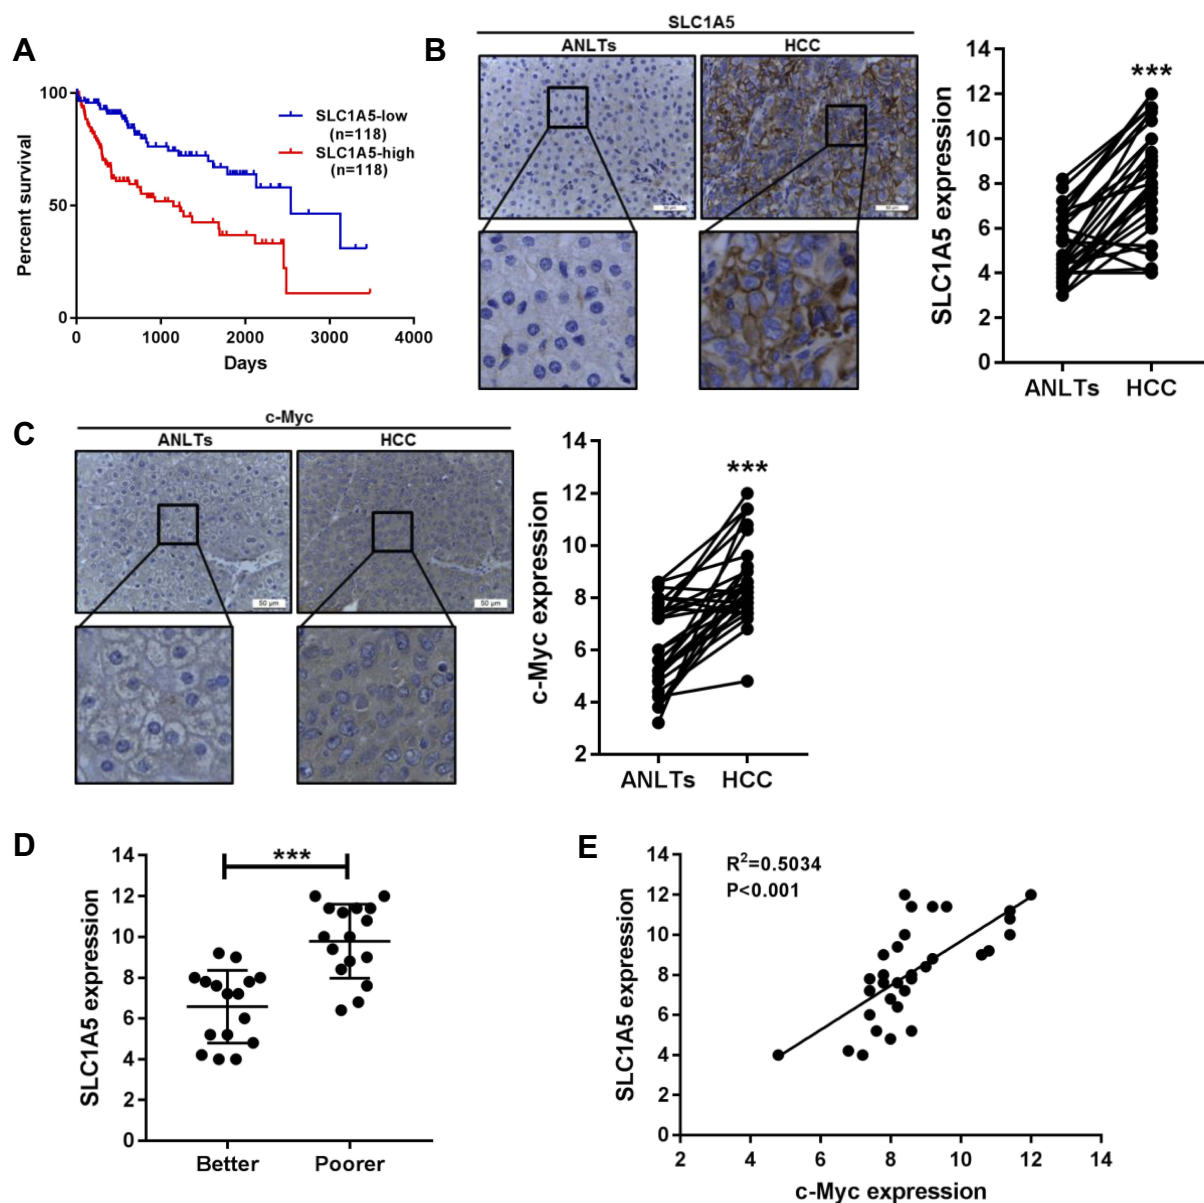 A
100
50
0
Percent survival
0 1000 2000 3000 4000
Days
SLC1A5-low
(n=118)
SLC1A5-high
(n=118)
B
SLC1A5
ANLTs HCC
50 μm
50 μm
14
12
10
8
6
4
2
0
SLC1A5 expression
***
ANLTs HCC
C
c-Myc
ANLTs HCC
50 μm
50 μm
14
12
10
8
6
4
2
c-Myc expression
***
ANLTs HCC
D
14
12
10
8
6
4
2
0
SLC1A5 expression
***
Better Poorer
E
14
12
10
8
6
4
2
0
SLC1A5 expression
R²=0.5034
P<0.001
2 4 6 8 10 12 14
c-Myc expression